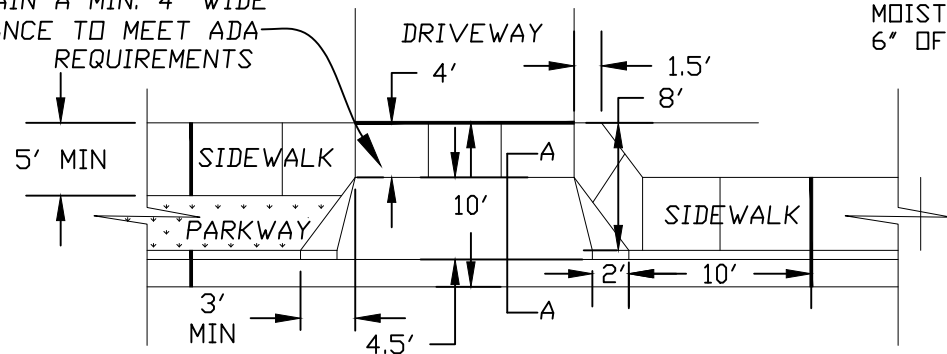 AIN A MIN. 4' WIDE
NCE TO MEET ADA
REQUIREMENTS
DRIVEWAY
MOIST
6" OF
4'
1.5'
8'
5' MIN
SIDEWALK
A
10'
PARKWAY
SIDEWALK
2'
10'
3'
MIN
A
4.5'